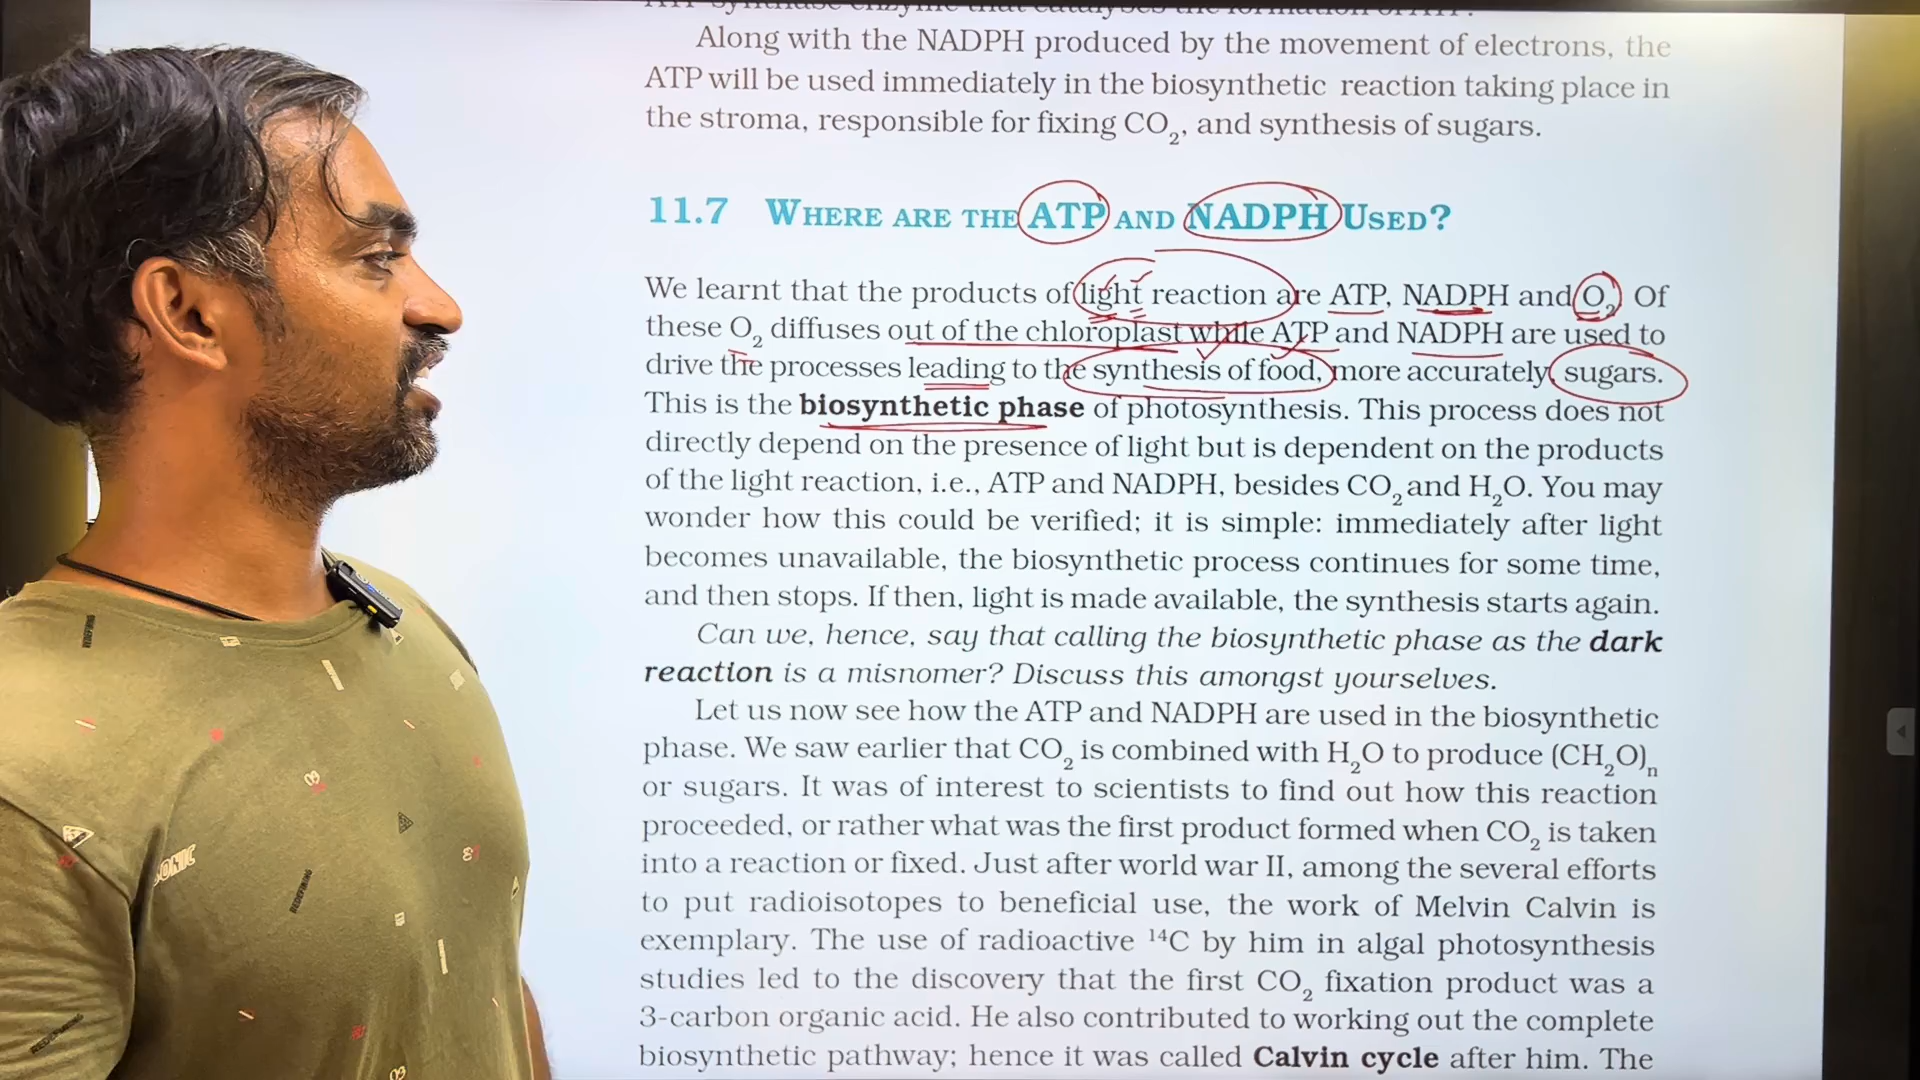 ATP synthase enzyme that catalyses the formation of ATP.
Along with the NADPH produced by the movement of electrons, the
ATP will be used immediately in the biosynthetic reaction taking place in
the stroma, responsible for fixing CO₂, and synthesis of sugars.
11.7 WHERE ARE THE ATP AND NADPH USED?
We learnt that the products of light reaction are ATP, NADPH and O₂. Of
these O₂ diffuses out of the chloroplast while ATP and NADPH are used to
drive the processes leading to the synthesis of food, more accurately, sugars.
This is the biosynthetic phase of photosynthesis. This process does not
directly depend on the presence of light but is dependent on the products
of the light reaction, i.e., ATP and NADPH, besides CO₂ and H₂O. You may
wonder how this could be verified; it is simple: immediately after light
becomes unavailable, the biosynthetic process continues for some time,
and then stops. If then, light is made available, the synthesis starts again.
Can we, hence, say that calling the biosynthetic phase as the dark
reaction is a misnomer? Discuss this amongst yourselves.
Let us now see how the ATP and NADPH are used in the biosynthetic
phase. We saw earlier that CO₂ is combined with H₂O to produce (CH₂O)ₙ
or sugars. It was of interest to scientists to find out how this reaction
proceeded, or rather what was the first product formed when CO₂ is taken
into a reaction or fixed. Just after world war II, among the several efforts
to put radioisotopes to beneficial use, the work of Melvin Calvin is
exemplary. The use of radioactive ¹⁴C by him in algal photosynthesis
studies led to the discovery that the first CO₂ fixation product was a
3-carbon organic acid. He also contributed to working out the complete
biosynthetic pathway; hence it was called Calvin cycle after him. The
REDEFINING